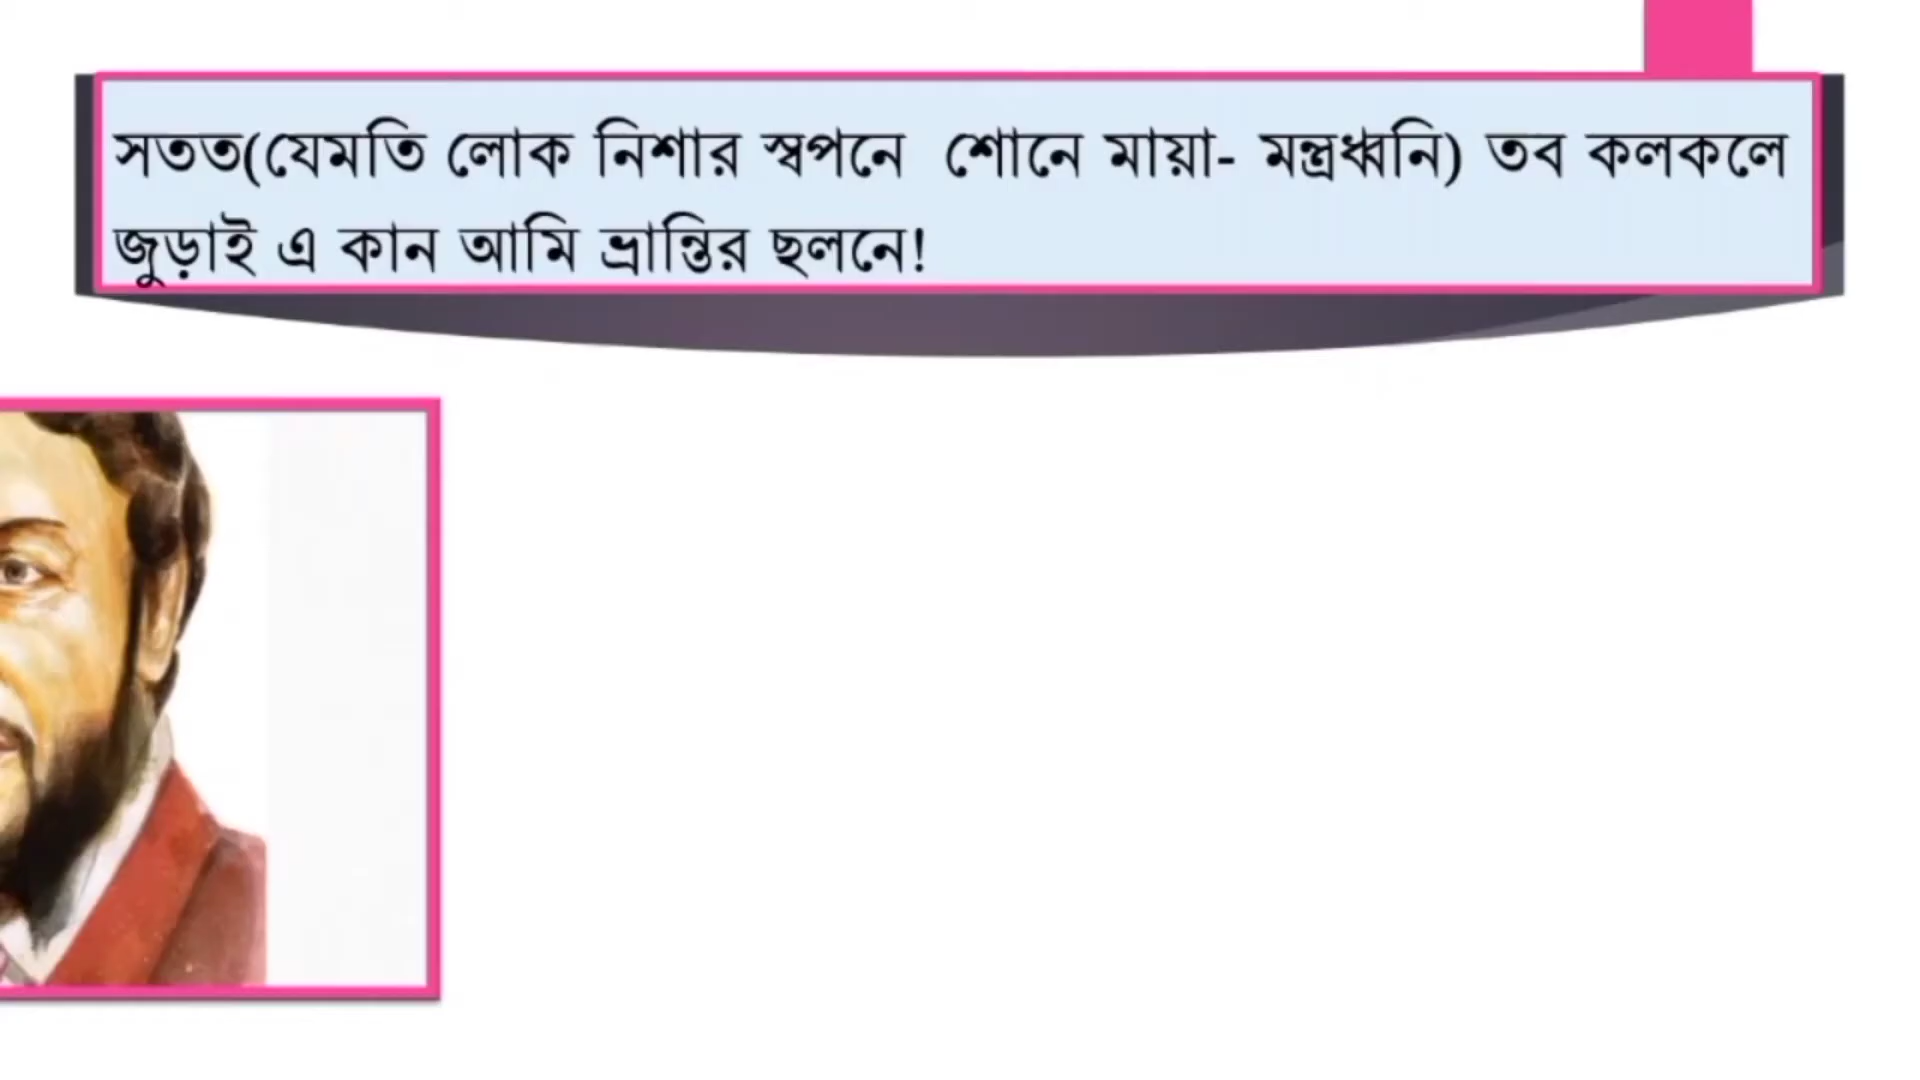 সতত(যেমতি লোক নিশার স্বপনে শোনে মায়া- মন্ত্রধ্বনি) তব কলকলে
জুড়াই এ কান আমি ভ্রান্তির ছলনে!